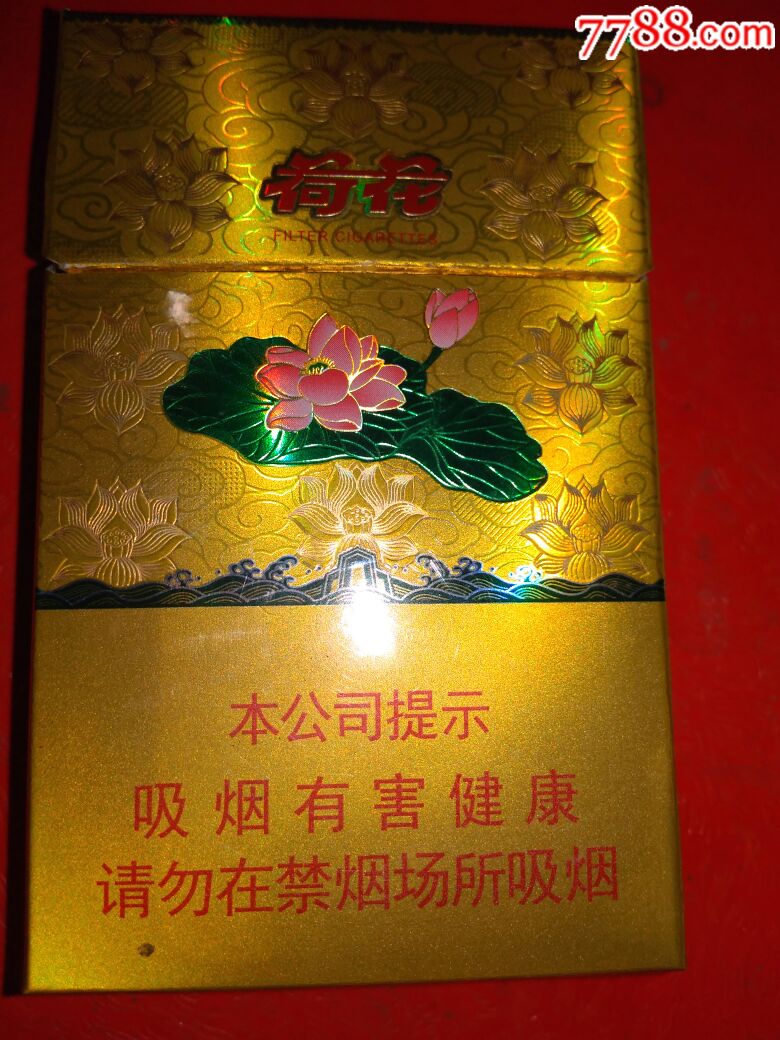 7788.com
荷花
FILTER CIGARETTES
本公司提示
吸烟有害健康
请勿在禁烟场所吸烟